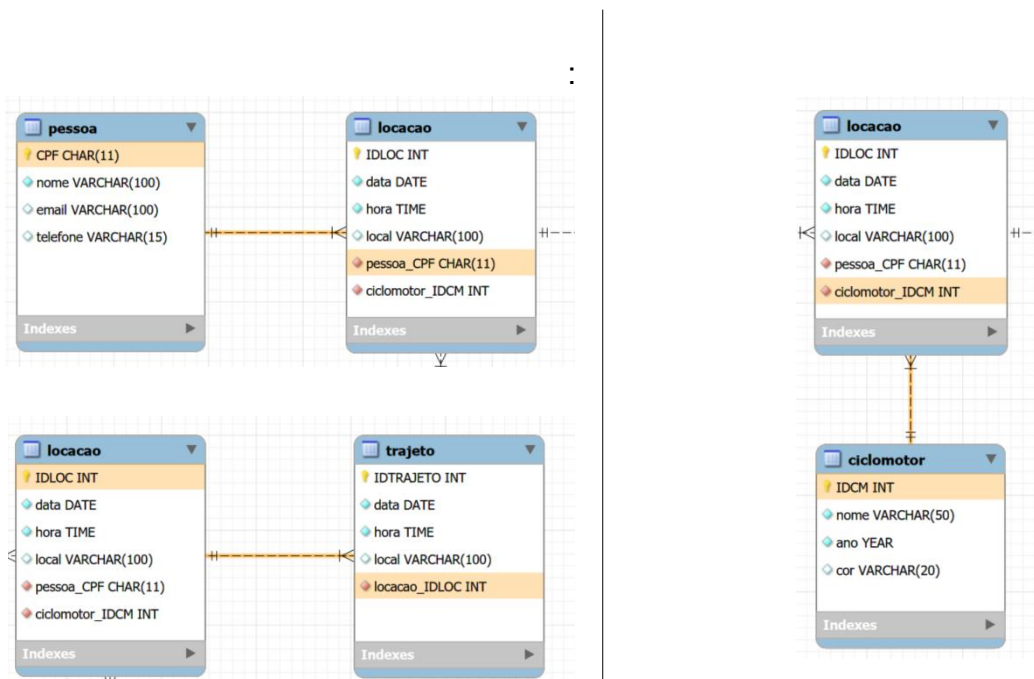 :
pessoa
CPF CHAR(11)
nome VARCHAR(100)
email VARCHAR(100)
telefone VARCHAR(15)
Indexes
locacao
IDLOC INT
data DATE
hora TIME
local VARCHAR(100)
pessoa_CPF CHAR(11)
ciclomotor_IDCM INT
Indexes
locacao
IDLOC INT
data DATE
hora TIME
local VARCHAR(100)
pessoa_CPF CHAR(11)
ciclomotor_IDCM INT
Indexes
trajeto
IDTRAJETO INT
data DATE
hora TIME
local VARCHAR(100)
locacao_IDLOC INT
Indexes
locacao
IDLOC INT
data DATE
hora TIME
local VARCHAR(100)
pessoa_CPF CHAR(11)
ciclomotor_IDCM INT
Indexes
ciclomotor
IDCM INT
nome VARCHAR(50)
ano YEAR
cor VARCHAR(20)
Indexes